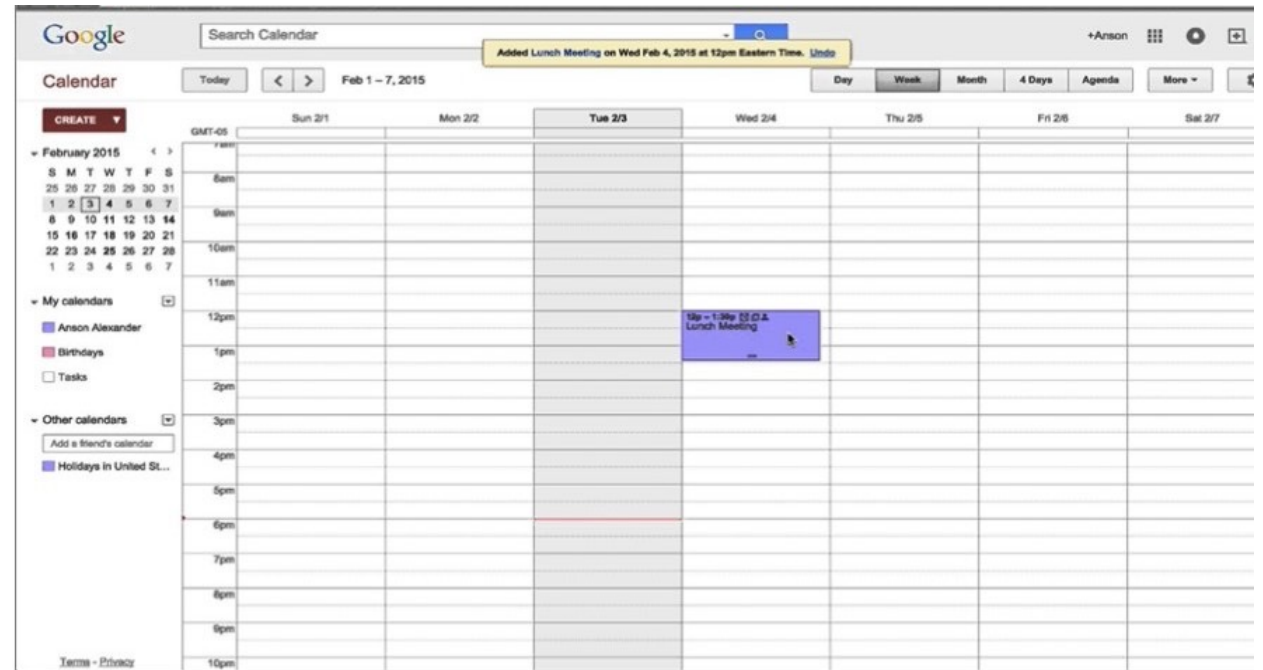 Google
Search Calendar
+Anson
Added Lunch Meeting on Wed Feb 4, 2015 at 12pm Eastern Time. Undo
Calendar
Today
Feb 1 – 7, 2015
Day Week Month 4 Days Agenda
More
CREATE
GMT-05
Sun 2/1 Mon 2/2 Tue 2/3 Wed 2/4 Thu 2/5 Fri 2/6 Sat 2/7
February 2015
S M T W T F S
25 26 27 28 29 30 31
1 2 3 4 5 6 7
8 9 10 11 12 13 14
15 16 17 18 19 20 21
22 23 24 25 26 27 28
1 2 3 4 5 6 7
My calendars
Anson Alexander
Birthdays
Tasks
Other calendars
Add a friend's calendar
Holidays in United St...
7am
8am
9am
10am
11am
12pm
1pm
2pm
3pm
4pm
5pm
6pm
7pm
8pm
9pm
10pm
12p – 1:30p
Lunch Meeting
Terms - Privacy